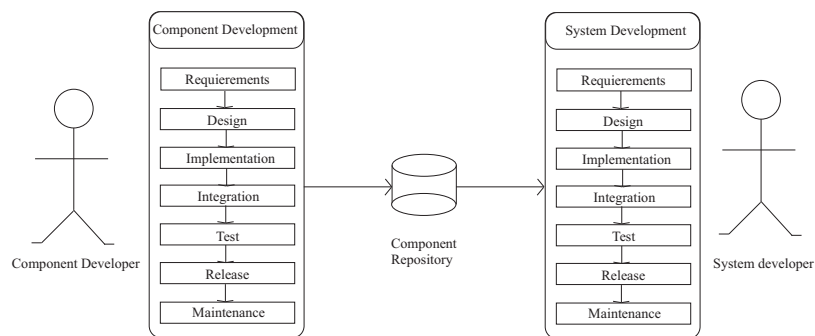 Component Development
Requierements
Design
Implementation
Integration
Test
Release
Maintenance
Component Developer
Component
Repository
System Development
Requierements
Design
Implementation
Integration
Test
Release
Maintenance
System developer